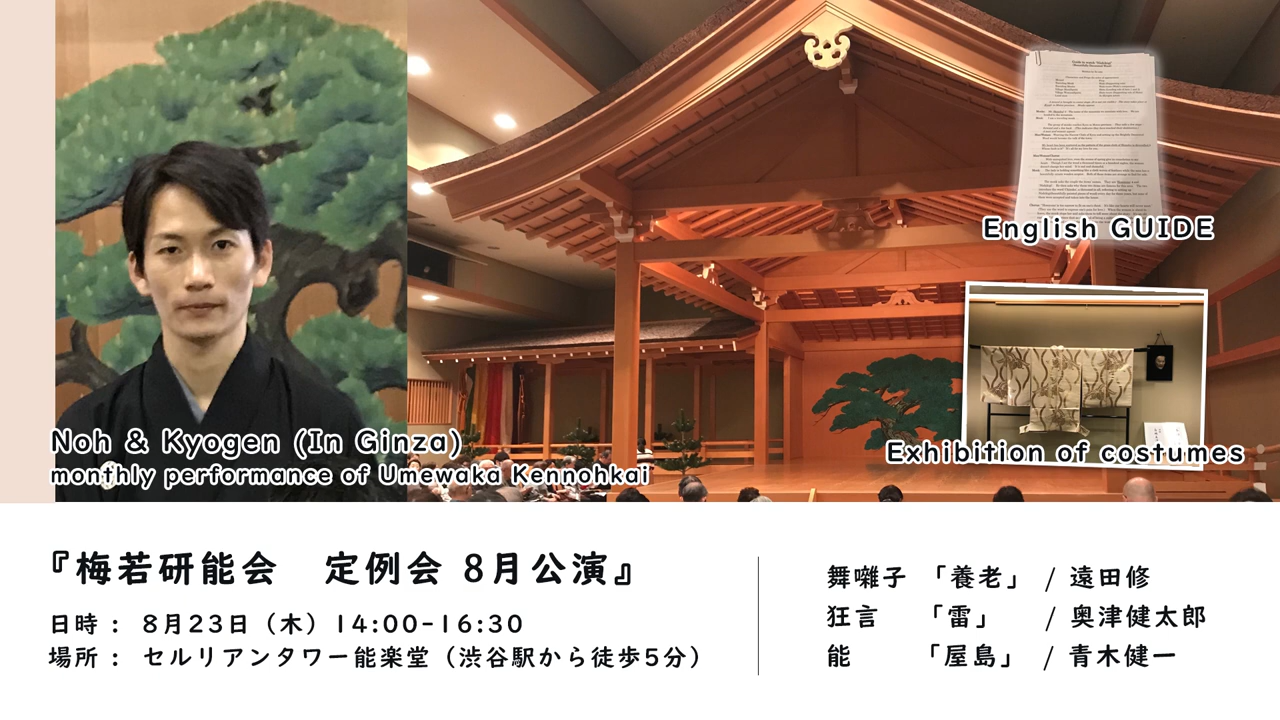 English GUIDE
Noh & Kyogen (In Ginza)
monthly performance of Umewaka Kennohkai
Exhibition of costumes
『梅若研能会　定例会 8月公演』
日時： 8月23日（木）14:00-16:30
場所： セルリアンタワー能楽堂（渋谷駅から徒歩5分）
舞囃子 「養老」 / 遠田修
狂言 「雷」 / 奥津健太郎
能 「屋島」 / 青木健一